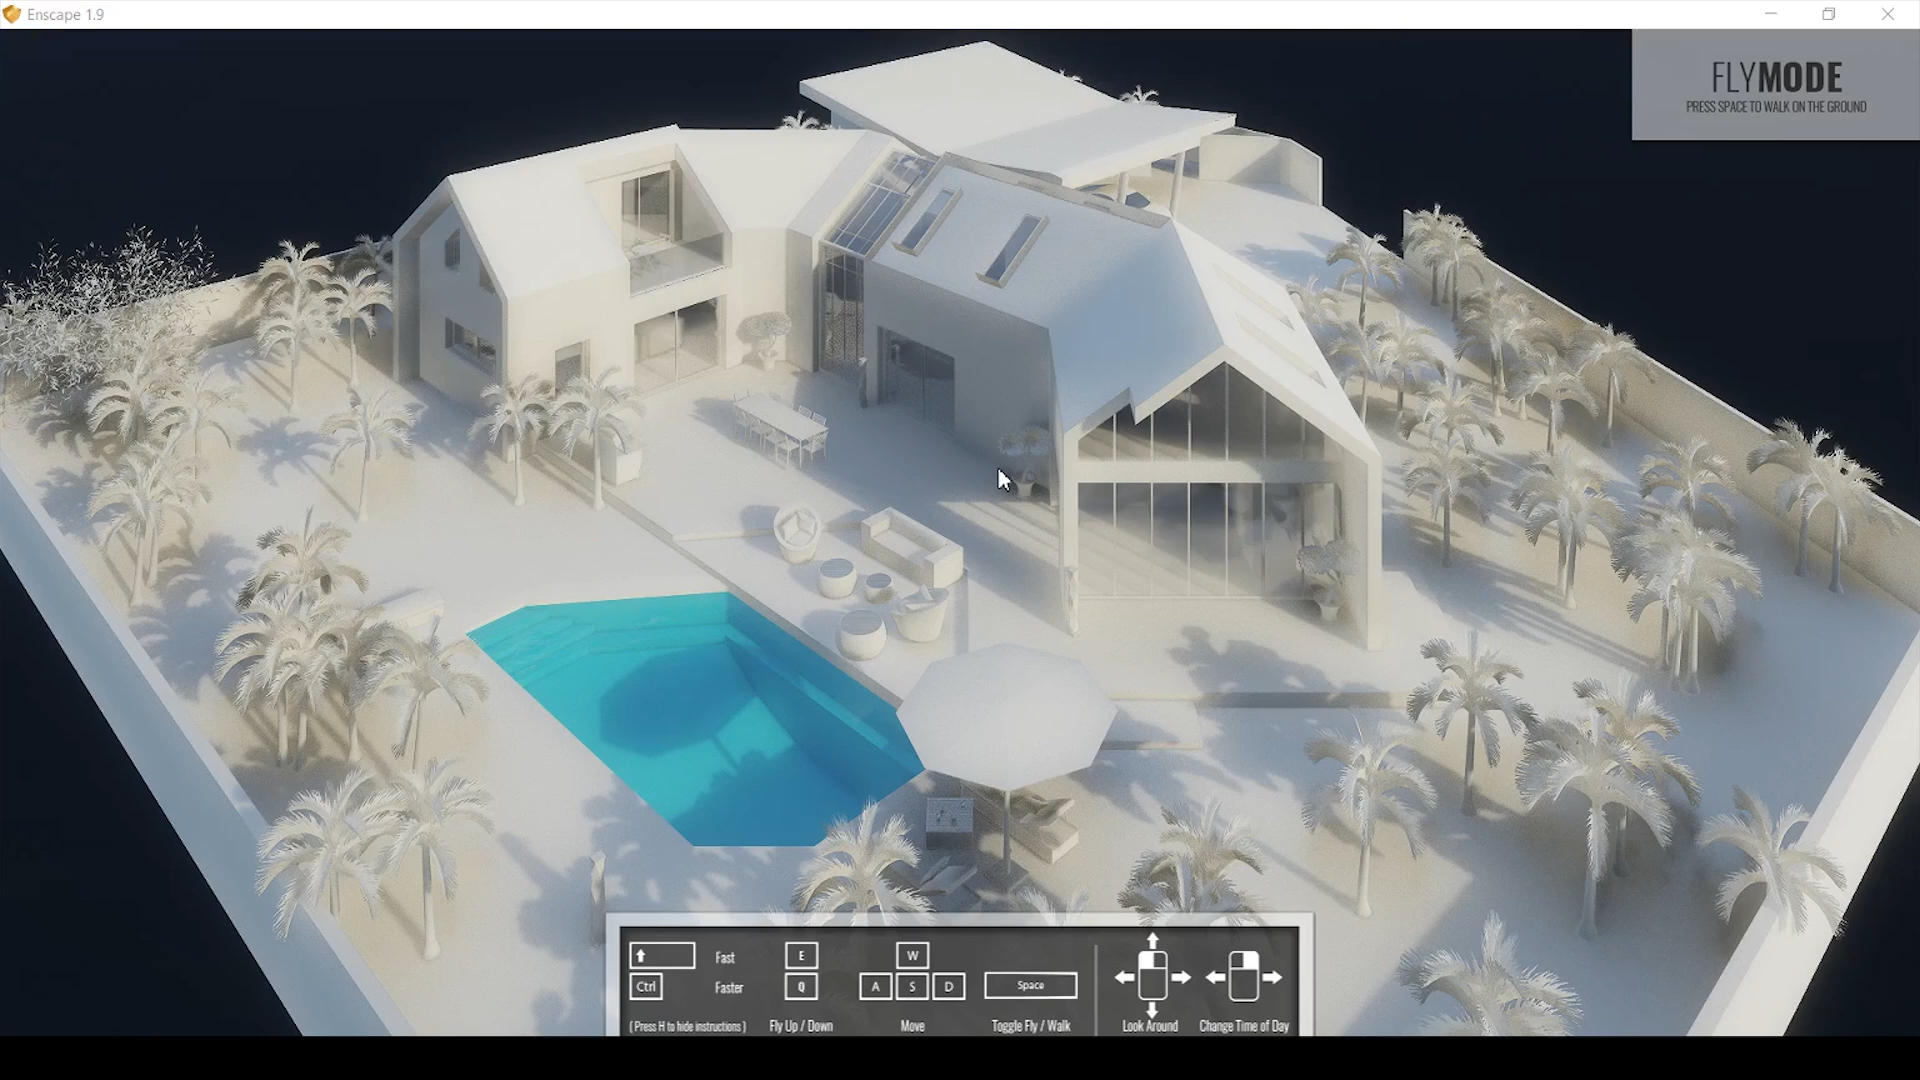 Enscape 1.9
FLYMODE
PRESS SPACE TO WALK ON THE GROUND
Fast E W
Ctrl Faster Q A S D Space
( Press H to hide instructions ) Fly Up / Down Move Toggle Fly / Walk Look Around Change Time of Day